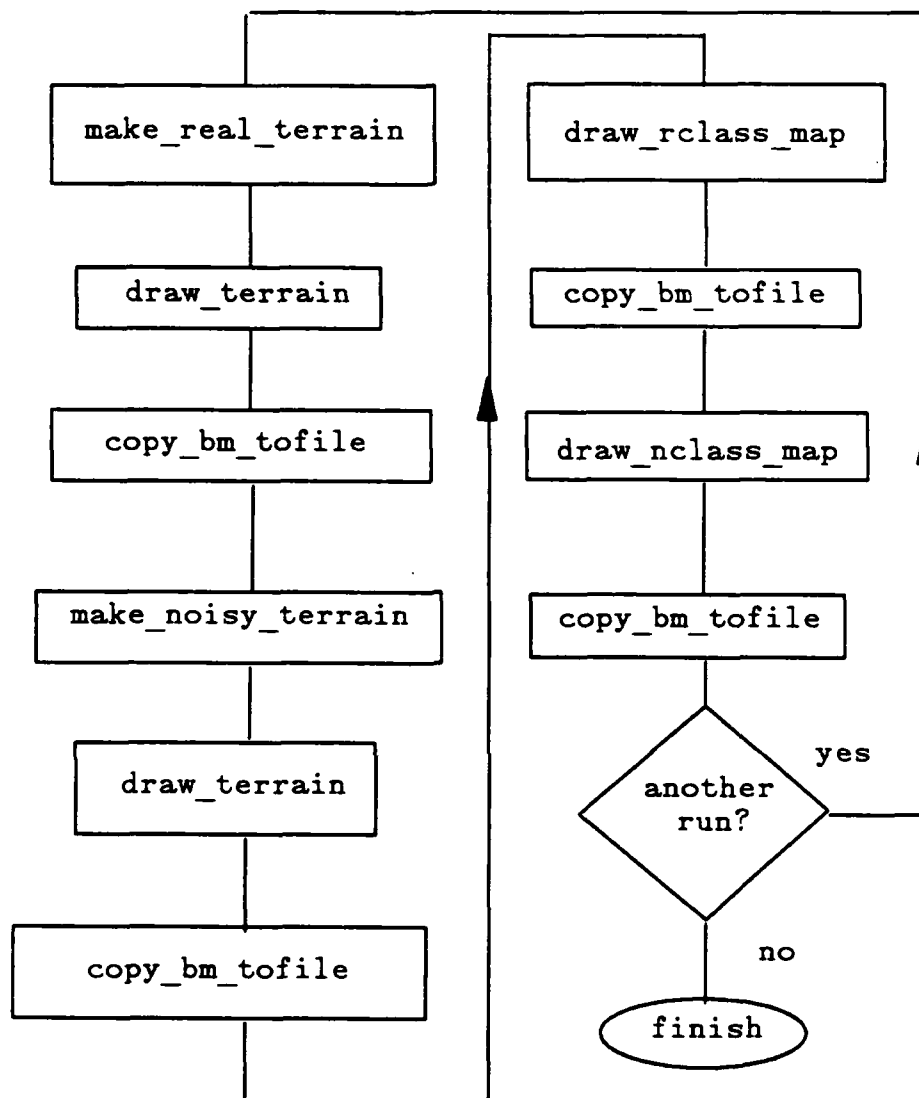 make_real_terrain
draw_terrain
copy_bm_tofile
make_noisy_terrain
draw_terrain
copy_bm_tofile
draw_rclass_map
copy_bm_tofile
draw_nclass_map
copy_bm_tofile
another
run?
yes
no
finish